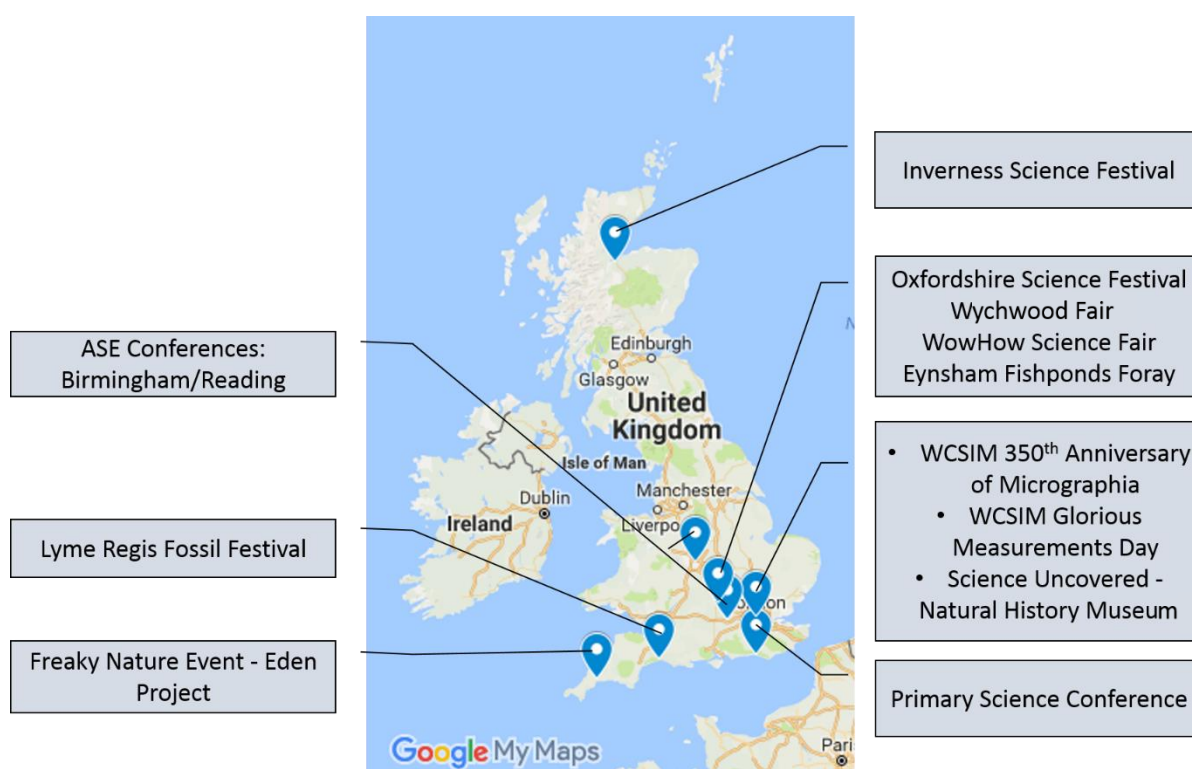 ASE Conferences:
Birmingham/Reading
Lyme Regis Fossil Festival
Freaky Nature Event - Eden
Project
Edinburgh
Glasgow
United
Kingdom
Isle of Man
Dublin
Ireland
Manchester
Liverpo
Pari
Google My Maps
Inverness Science Festival
Oxfordshire Science Festival
Wychwood Fair
WowHow Science Fair
Eynsham Fishponds Foray
• WCSIM 350th Anniversary
of Micrographia
• WCSIM Glorious
Measurements Day
• Science Uncovered -
Natural History Museum
Primary Science Conference